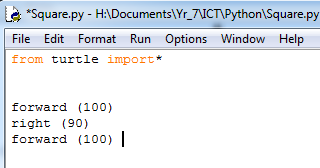 *Square.py - H:\Documents\Yr_7\ICT\Python\Square.py
File Edit Format Run Options Window Help
from turtle import*
forward (100)
right (90)
forward (100)